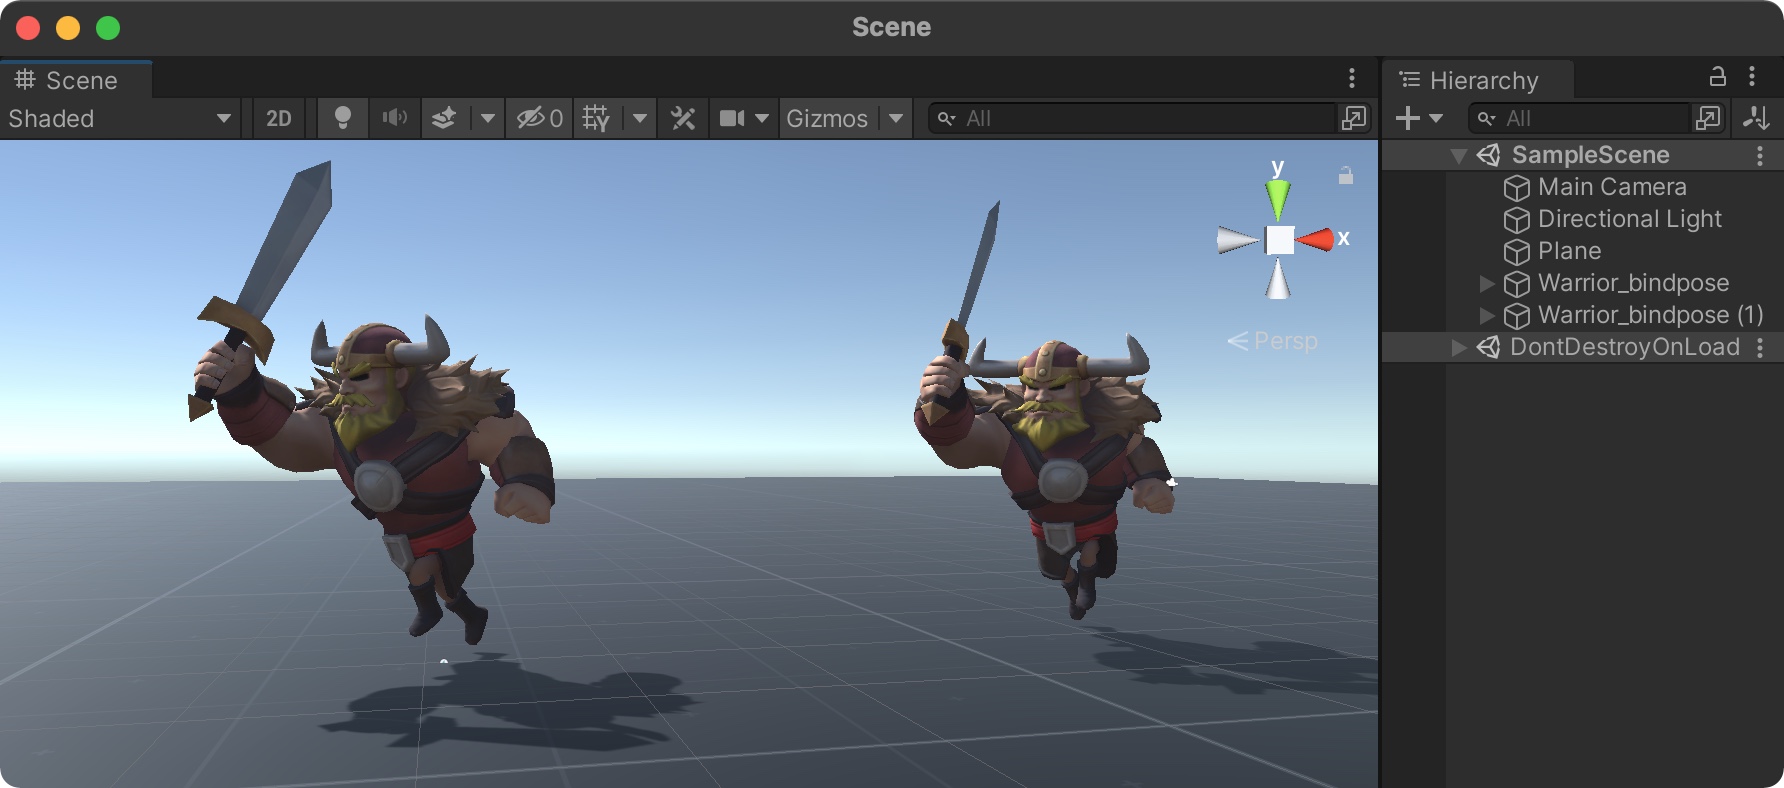 Scene
Scene
Shaded
2D
0
Gizmos
All
y
x
Persp
Hierarchy
All
SampleScene
Main Camera
Directional Light
Plane
Warrior_bindpose
Warrior_bindpose (1)
DontDestroyOnLoad